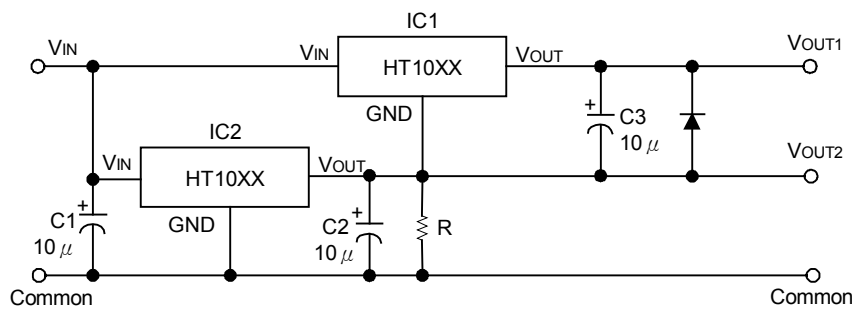 IC1
VIN
VIN
HT10XX
VOUT
VOUT1
GND
C3
10 μ
IC2
VIN
HT10XX
VOUT
VOUT2
GND
C1
10 μ
C2
10 μ
R
Common
Common